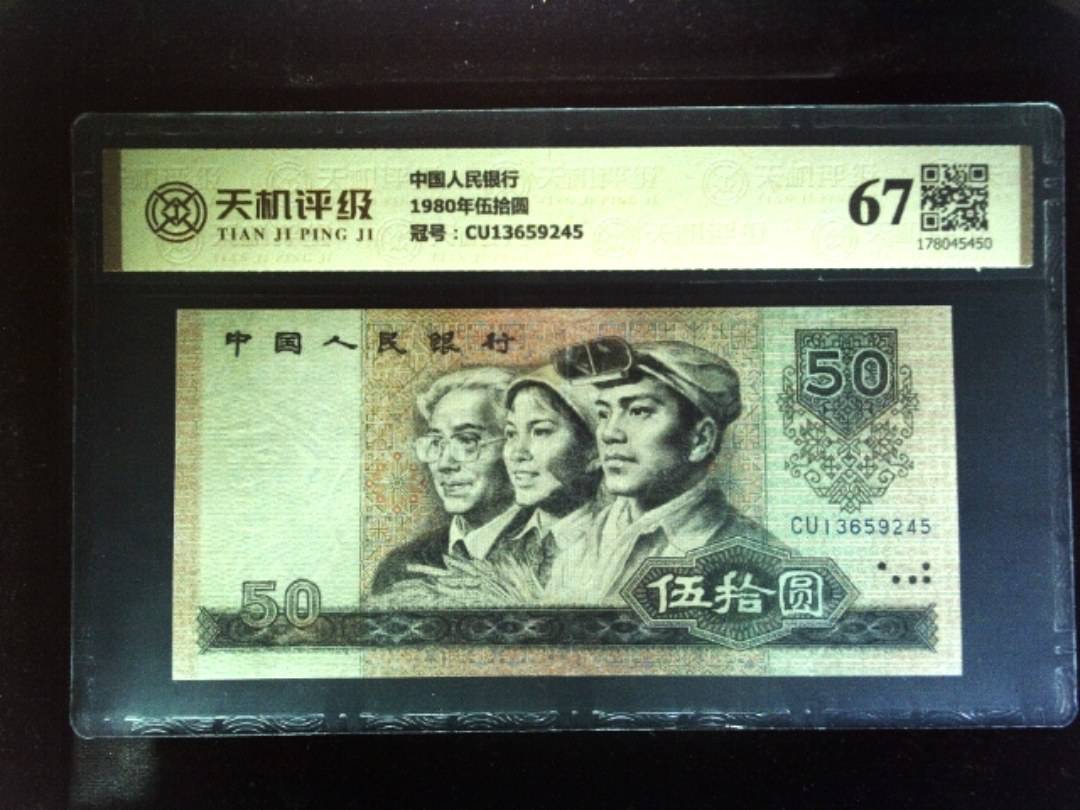 天机评级
TIAN JI PING JI
中国人民银行
1980年伍拾圆
冠号：CU13659245
67
178045450
中国人民银行
50
CU13659245
50
伍拾圆